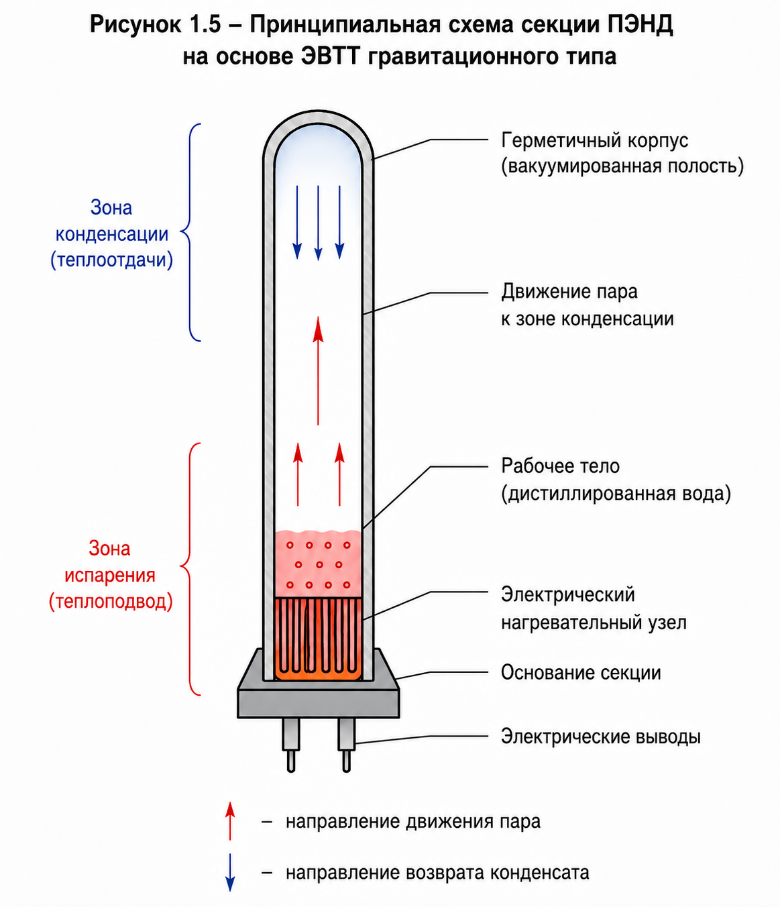 Рисунок 1.5 – Принципиальная схема секции ПЭНД
на основе ЭВТТ гравитационного типа
Герметичный корпус
(вакуумированная полость)
Зона
конденсации
(теплоотдачи)
Движение пара
к зоне конденсации
Рабочее тело
(дистиллированная вода)
Зона
испарения
(теплоподвод)
Электрический
нагревательный узел
Основание секции
Электрические выводы
– направление движения пара
– направление возврата конденсата